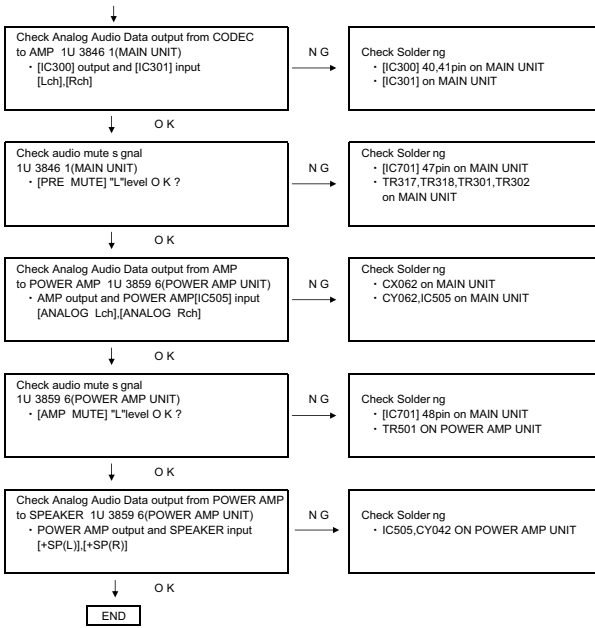 Check Analog Audio Data output from CODEC
to AMP 1U 3846 1(MAIN UNIT)
・[IC300] output and [IC301] input
[Lch],[Rch]
N G
Check Solder ng
・[IC300] 40,41pin on MAIN UNIT
・[IC301] on MAIN UNIT
O K
Check audio mute s gnal
1U 3846 1(MAIN UNIT)
・[PRE MUTE] "L"level O K ?
N G
Check Solder ng
・[IC701] 47pin on MAIN UNIT
・TR317,TR318,TR301,TR302
on MAIN UNIT
O K
Check Analog Audio Data output from AMP
to POWER AMP 1U 3859 6(POWER AMP UNIT)
・AMP output and POWER AMP[IC505] input
[ANALOG Lch],[ANALOG Rch]
N G
Check Solder ng
・CX062 on MAIN UNIT
・CY062,IC505 on MAIN UNIT
O K
Check audio mute s gnal
1U 3859 6(POWER AMP UNIT)
・[AMP MUTE] "L"level O K ?
N G
Check Solder ng
・[IC701] 48pin on MAIN UNIT
・TR501 ON POWER AMP UNIT
O K
Check Analog Audio Data output from POWER AMP
to SPEAKER 1U 3859 6(POWER AMP UNIT)
・POWER AMP output and SPEAKER input
[+SP(L)],[+SP(R)]
N G
Check Solder ng
・IC505,CY042 ON POWER AMP UNIT
O K
END